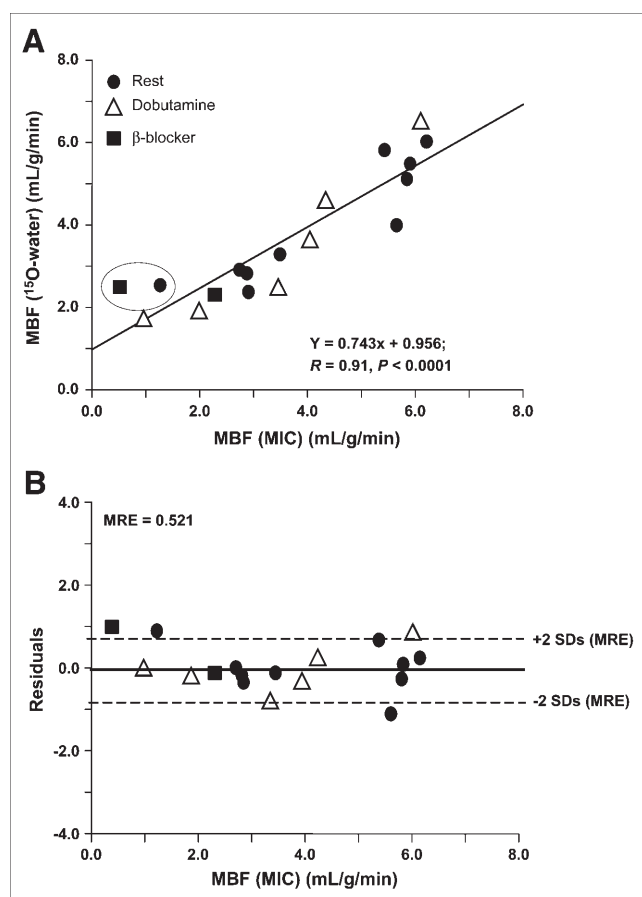 A
8.0
Rest
Dobutamine
β-blocker
6.0
4.0
2.0
0.0
MBF (¹⁵O-water) (mL/g/min)
Y = 0.743x + 0.956;
R = 0.91, P < 0.0001
0.0 2.0 4.0 6.0 8.0
MBF (MIC) (mL/g/min)
B
4.0
MRE = 0.521
2.0
+2 SDs (MRE)
0.0
Residuals
-2 SDs (MRE)
-2.0
-4.0
0.0 2.0 4.0 6.0 8.0
MBF (MIC) (mL/g/min)